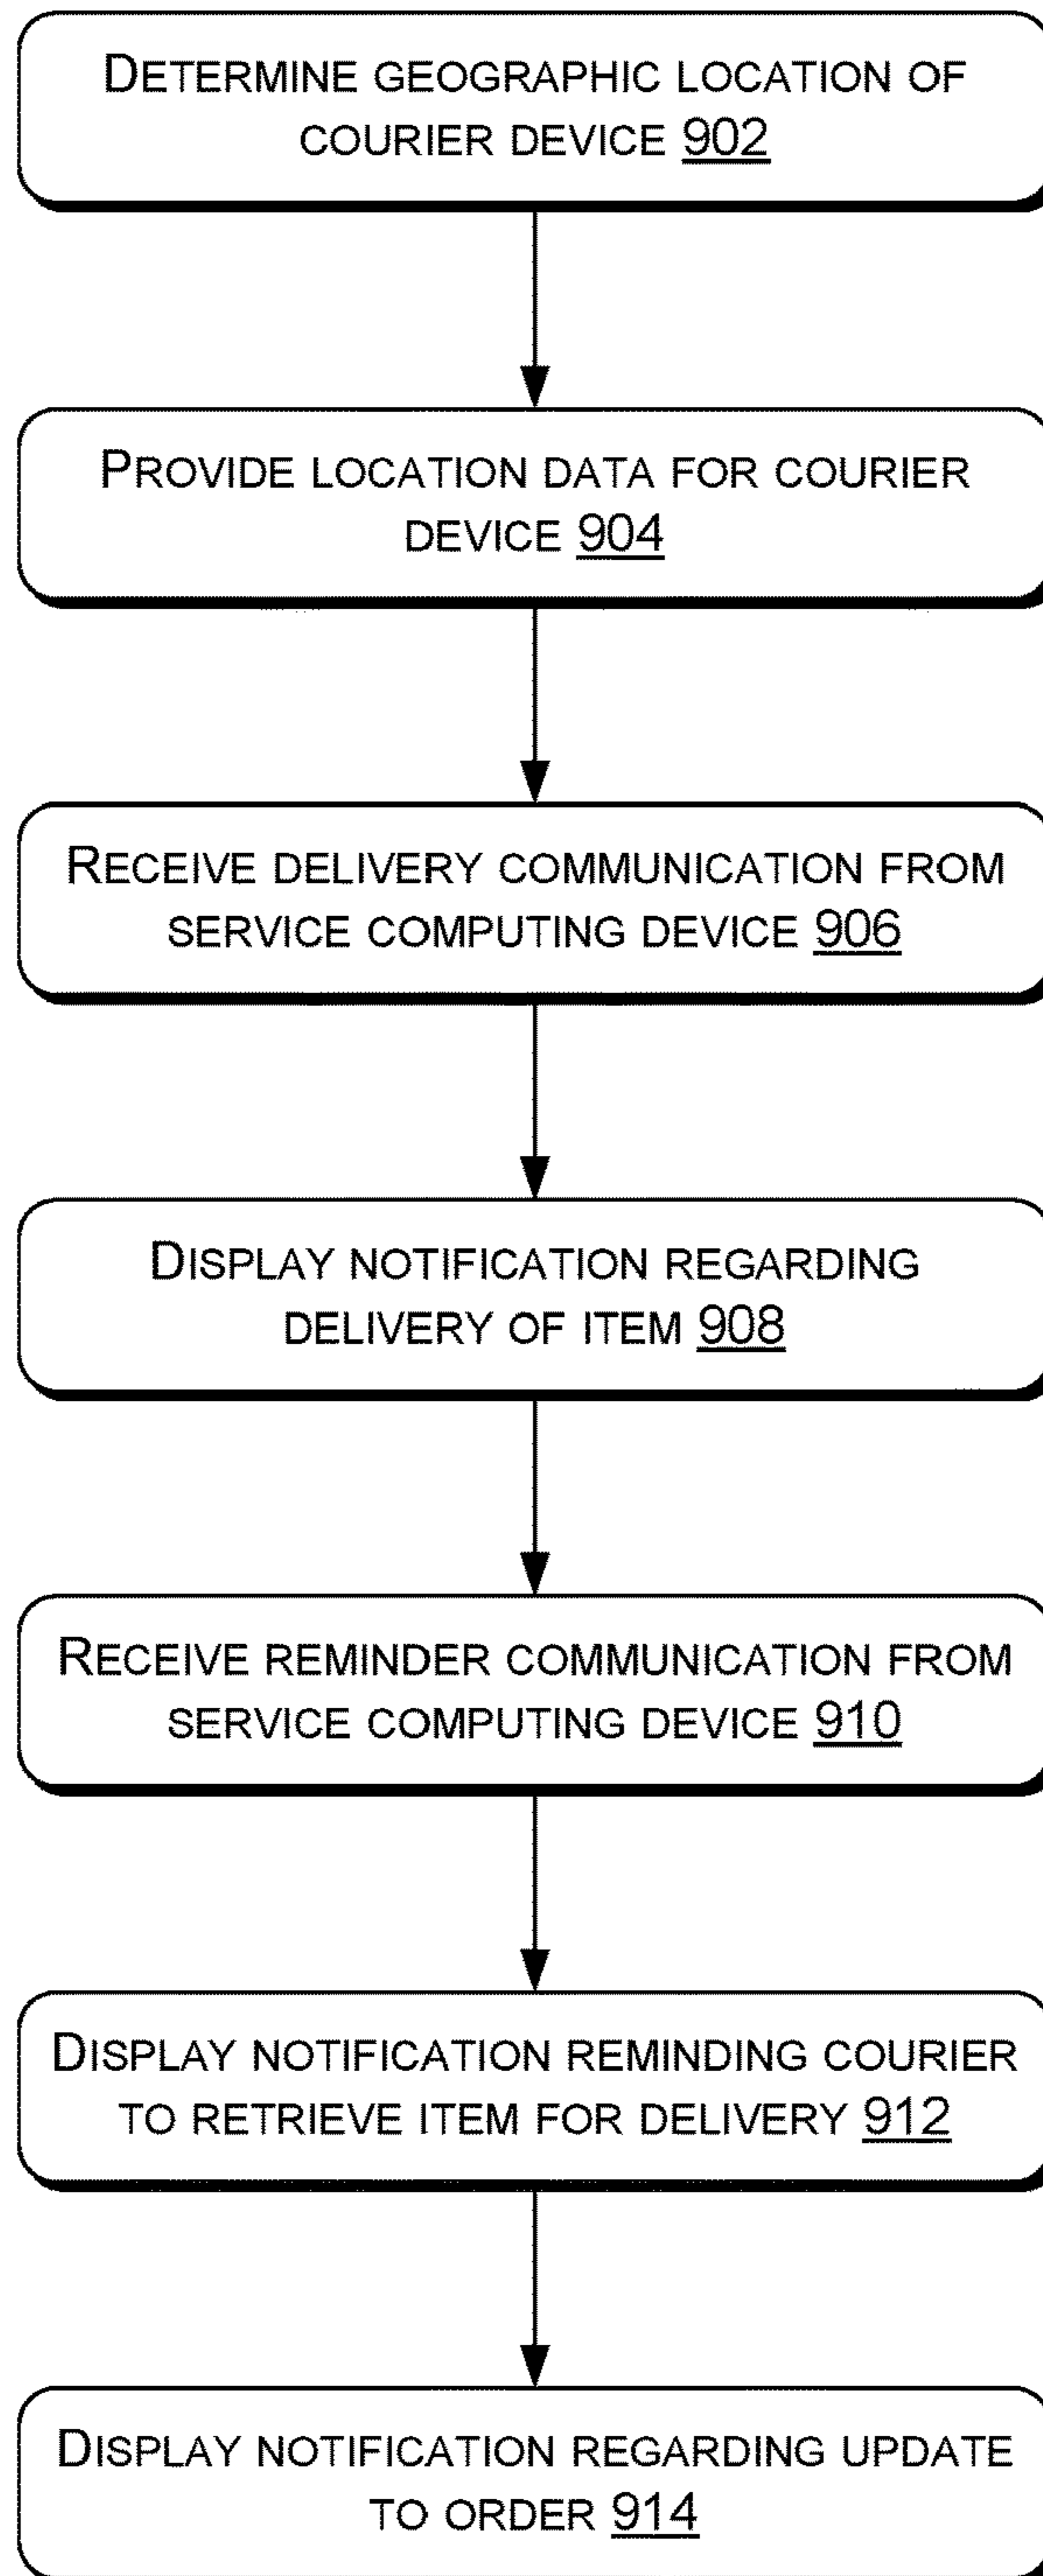 DETERMINE GEOGRAPHIC LOCATION OF
COURIER DEVICE 902
PROVIDE LOCATION DATA FOR COURIER
DEVICE 904
RECEIVE DELIVERY COMMUNICATION FROM
SERVICE COMPUTING DEVICE 906
DISPLAY NOTIFICATION REGARDING
DELIVERY OF ITEM 908
RECEIVE REMINDER COMMUNICATION FROM
SERVICE COMPUTING DEVICE 910
DISPLAY NOTIFICATION REMINDING COURIER
TO RETRIEVE ITEM FOR DELIVERY 912
DISPLAY NOTIFICATION REGARDING UPDATE
TO ORDER 914